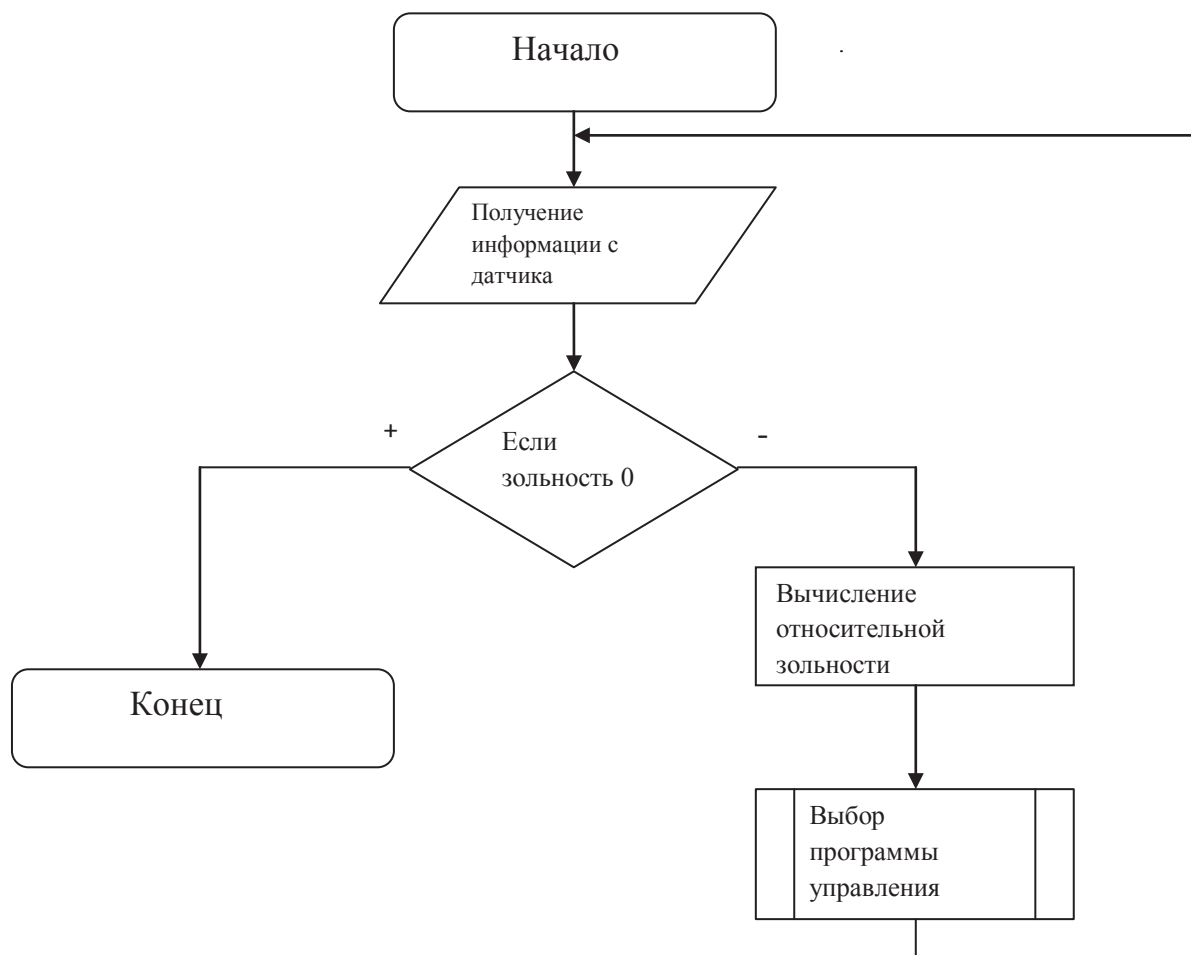 Начало
Получение
информации с
датчика
+
-
Если
зольность 0
Вычисление
относительной
зольности
Конец
Выбор
программы
управления